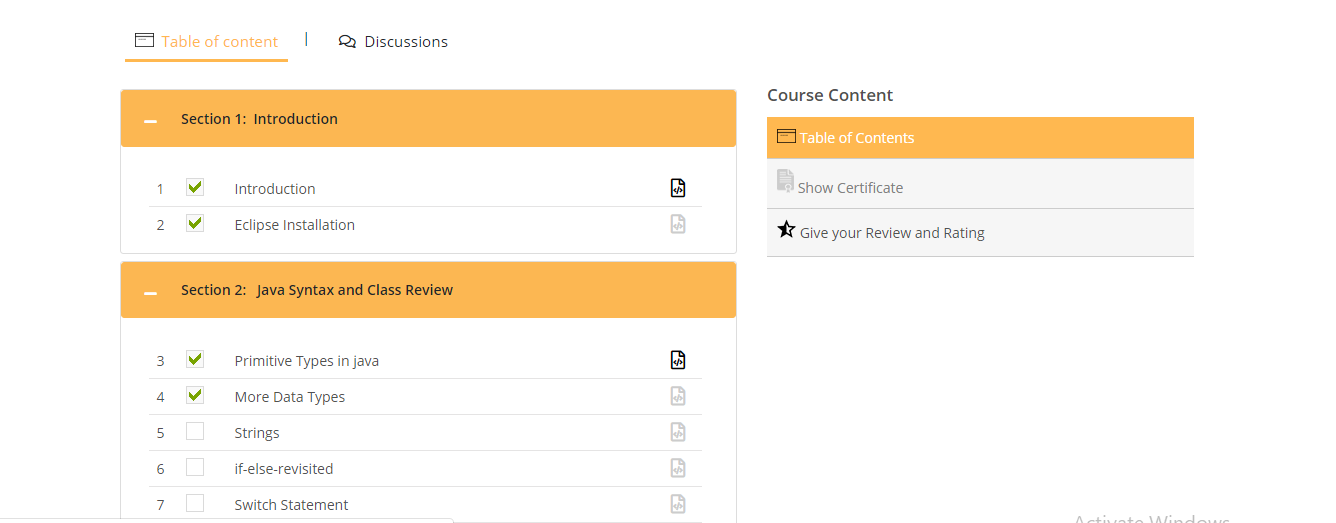 Table of content | Discussions
Section 1: Introduction
1 Introduction
2 Eclipse Installation
Section 2: Java Syntax and Class Review
3 Primitive Types in java
4 More Data Types
5 Strings
6 if-else-revisited
7 Switch Statement
Course Content
Table of Contents
Show Certificate
Give your Review and Rating
Activate Windows